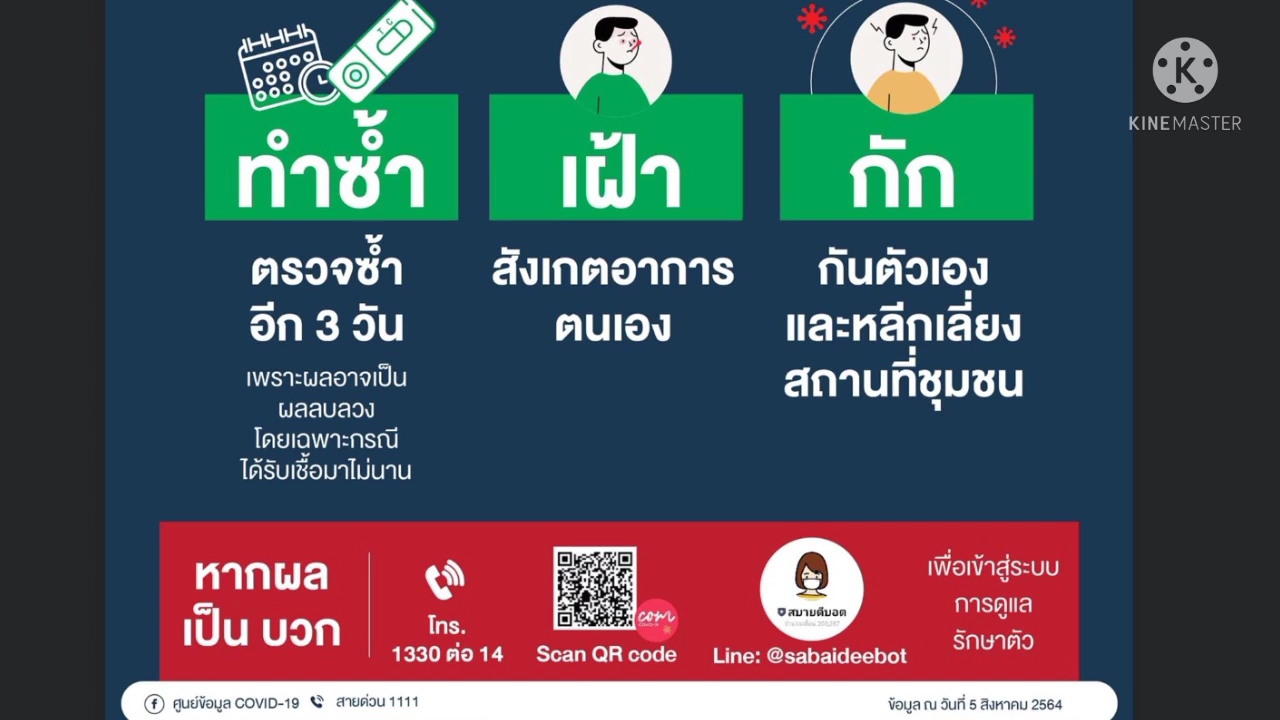 T C
KINEMASTER
ทำซ้ำ
เฝ้า
กัก
ตรวจซ้ำ
อีก 3 วัน
เพราะผลอาจเป็น
ผลลบลวง
โดยเฉพาะกรณี
ได้รับเชื้อมาไม่นาน
สังเกตอาการ
ตนเอง
กันตัวเอง
และหลีกเลี่ยง
สถานที่ชุมชน
หากผล
เป็น บวก
โทร.
1330 ต่อ 14
com
Scan QR code
สบายดีบอต
Line: @sabaideebot
เพื่อเข้าสู่ระบบ
การดูแล
รักษาตัว
ศูนย์ข้อมูล COVID-19 สายด่วน 1111
ข้อมูล ณ วันที่ 5 สิงหาคม 2564